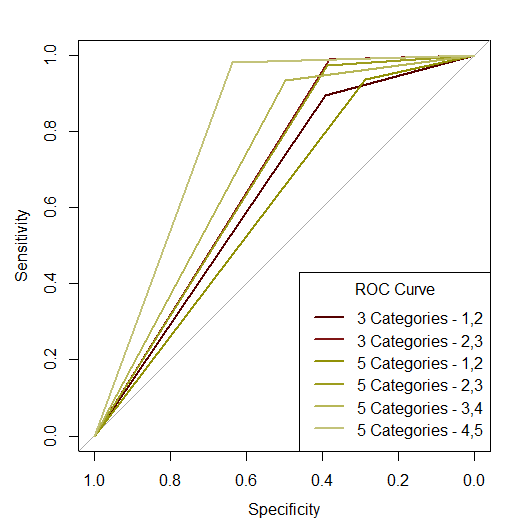 1.0
0.8
0.6
0.4
0.2
0.0
Sensitivity
ROC Curve
3 Categories - 1,2
3 Categories - 2,3
5 Categories - 1,2
5 Categories - 2,3
5 Categories - 3,4
5 Categories - 4,5
1.0 0.8 0.6 0.4 0.2 0.0
Specificity